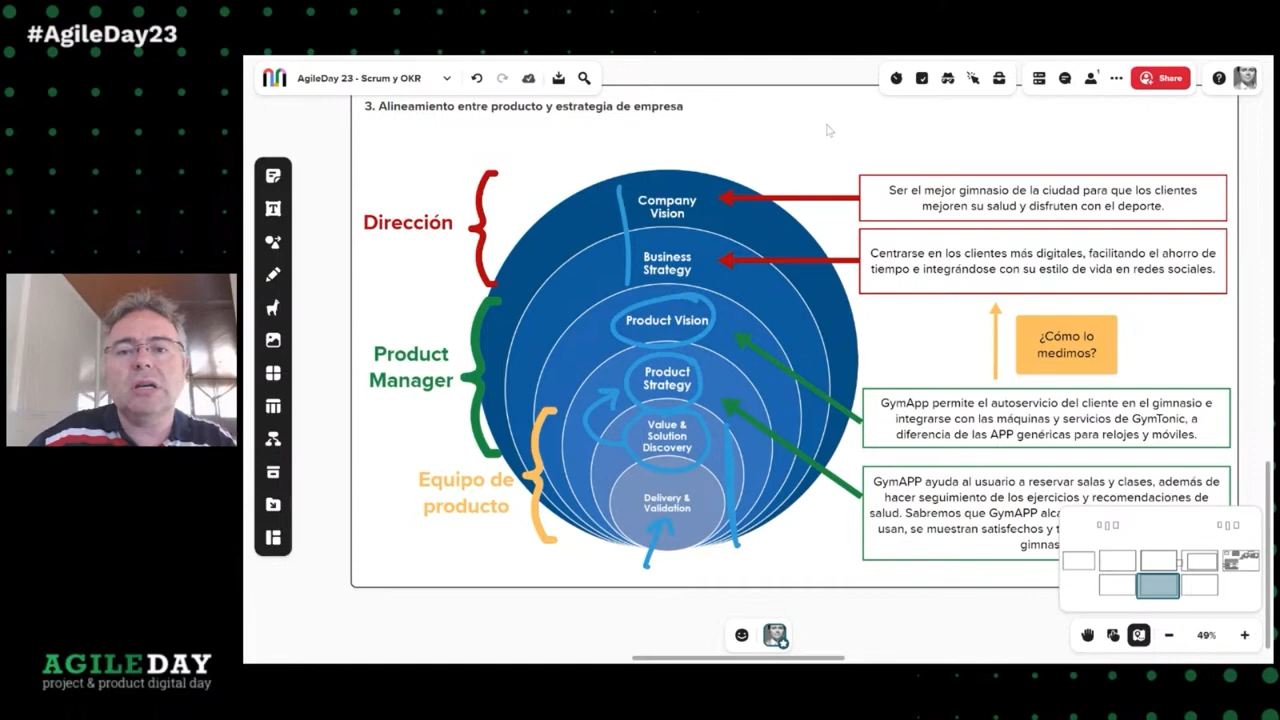 #AgileDay23
AgileDay 23 - Scrum y OKR
Share
3. Alineamiento entre producto y estrategia de empresa
Dirección
Product
Manager
Equipo de
producto
Company
Vision
Business
Strategy
Product Vision
Product
Strategy
Value &
Solution
Discovery
Delivery &
Validation
Ser el mejor gimnasio de la ciudad para que los clientes
mejoren su salud y disfruten con el deporte.
Centrarse en los clientes más digitales, facilitando el ahorro de
tiempo e integrándose con su estilo de vida en redes sociales.
¿Cómo lo
medimos?
GymApp permite el autoservicio del cliente en el gimnasio e
integrarse con las máquinas y servicios de GymTonic, a
diferencia de las APP genéricas para relojes y móviles.
GymAPP ayuda al usuario a reservar salas y clases, además de
hacer seguimiento de los ejercicios y recomendaciones de
salud. Sabremos que GymAPP alca
usan, se muestran satisfechos y t
gimnas
49%
AGILEDAY
project & product digital day